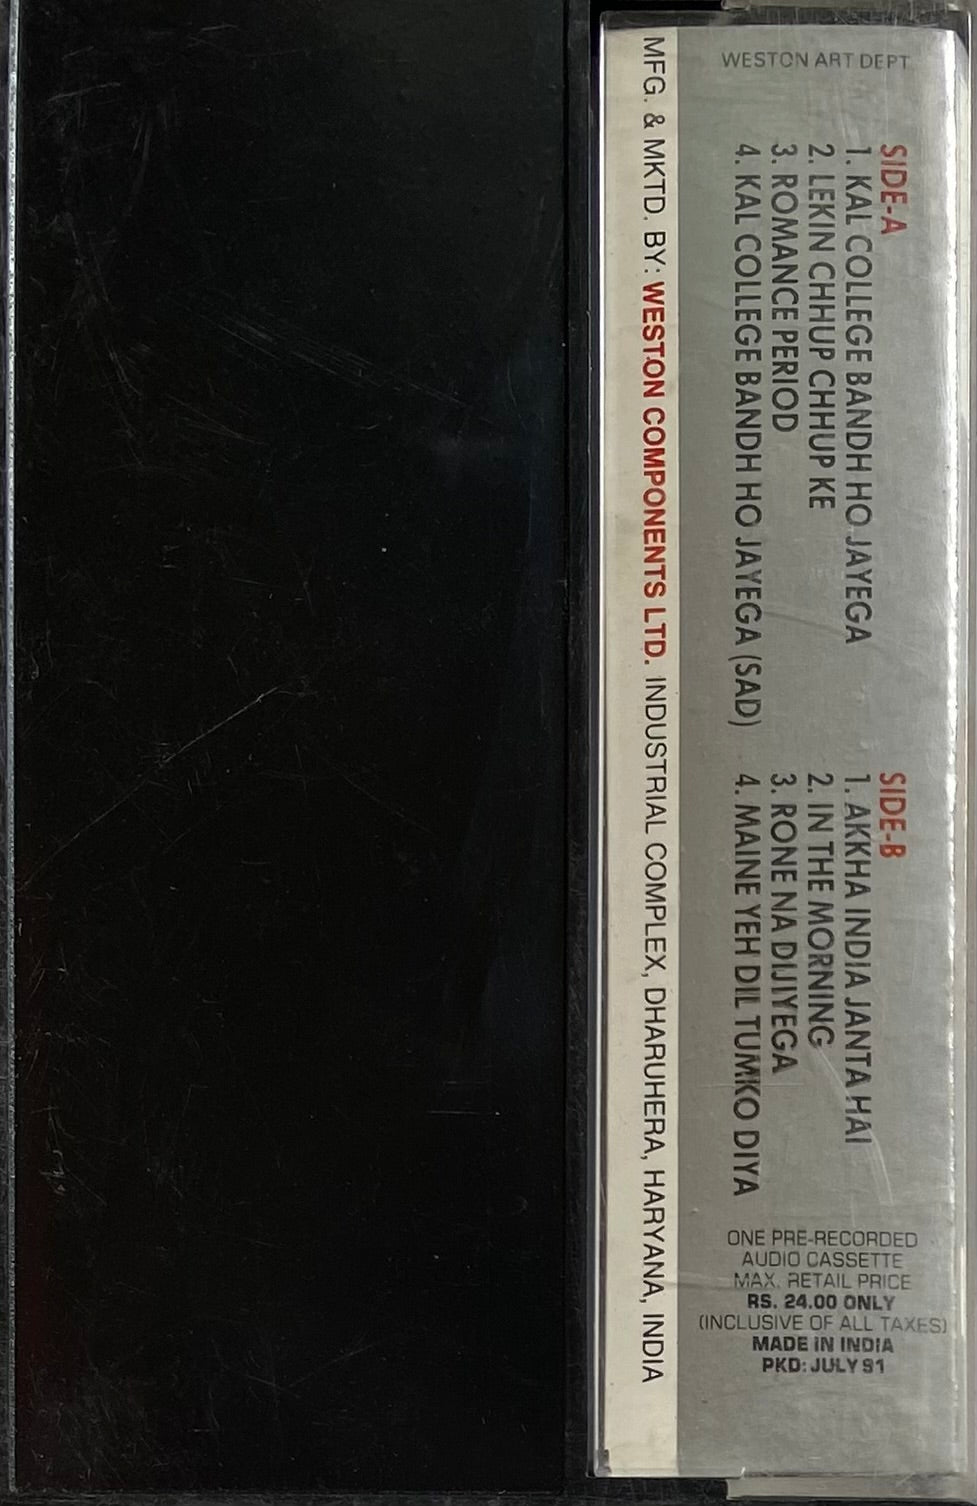 WESTON ART DEPT
SIDE-A
1. KAL COLLEGE BANDH HO JAYEGA
2. LEKIN CHHUP CHHUP KE
3. ROMANCE PERIOD
4. KAL COLLEGE BANDH HO JAYEGA (SAD)
SIDE-B
1. AKKHA INDIA JANTA HAI
2. IN THE MORNING
3. RONE NA DIJIYEGA
4. MAINE YEH DIL TUMKO DIYA
ONE PRE-RECORDED
AUDIO CASSETTE
MAX. RETAIL PRICE
RS. 24.00 ONLY
(INCLUSIVE OF ALL TAXES)
MADE IN INDIA
PKD: JULY 91
MFG. & MKTD. BY: WESTON COMPONENTS LTD. INDUSTRIAL COMPLEX, DHARUHERA, HARYANA, INDIA